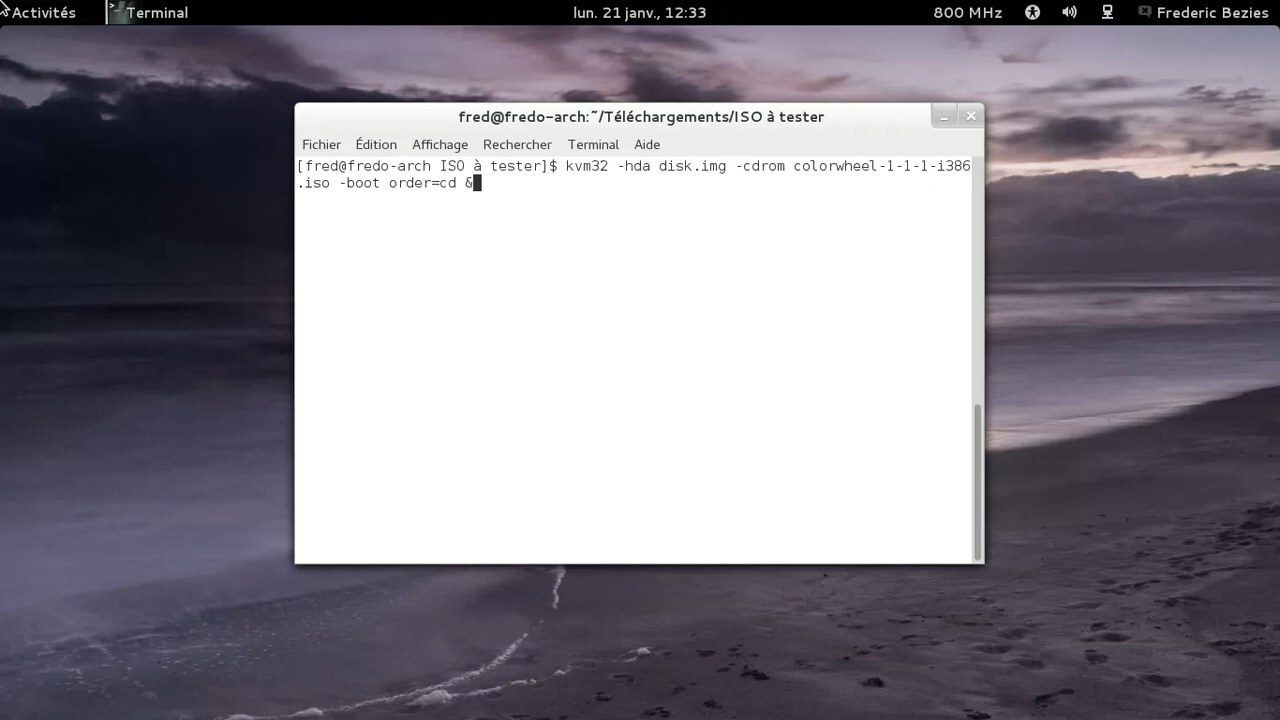 Activités
Terminal
lun. 21 janv., 12:33
800 MHz
Frederic Bezies
fred@fredo-arch:~/Téléchargements/ISO à tester
Fichier Édition Affichage Rechercher Terminal Aide
[fred@fredo-arch ISO à tester]$ kvm32 -hda disk.img -cdrom colorwheel-1-1-1-i386
.iso -boot order=cd &